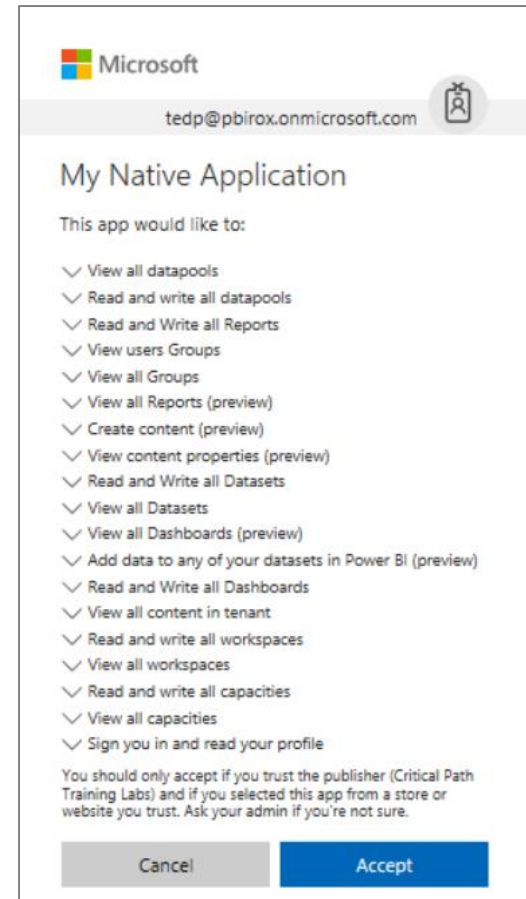 Microsoft
tedp@pbirox.onmicrosoft.com
My Native Application
This app would like to:
View all datapools
Read and write all datapools
Read and Write all Reports
View users Groups
View all Groups
View all Reports (preview)
Create content (preview)
View content properties (preview)
Read and Write all Datasets
View all Datasets
View all Dashboards (preview)
Add data to any of your datasets in Power BI (preview)
Read and Write all Dashboards
View all content in tenant
Read and write all workspaces
View all workspaces
Read and write all capacities
View all capacities
Sign you in and read your profile
You should only accept if you trust the publisher (Critical Path
Training Labs) and if you selected this app from a store or
website you trust. Ask your admin if you're not sure.
Cancel
Accept